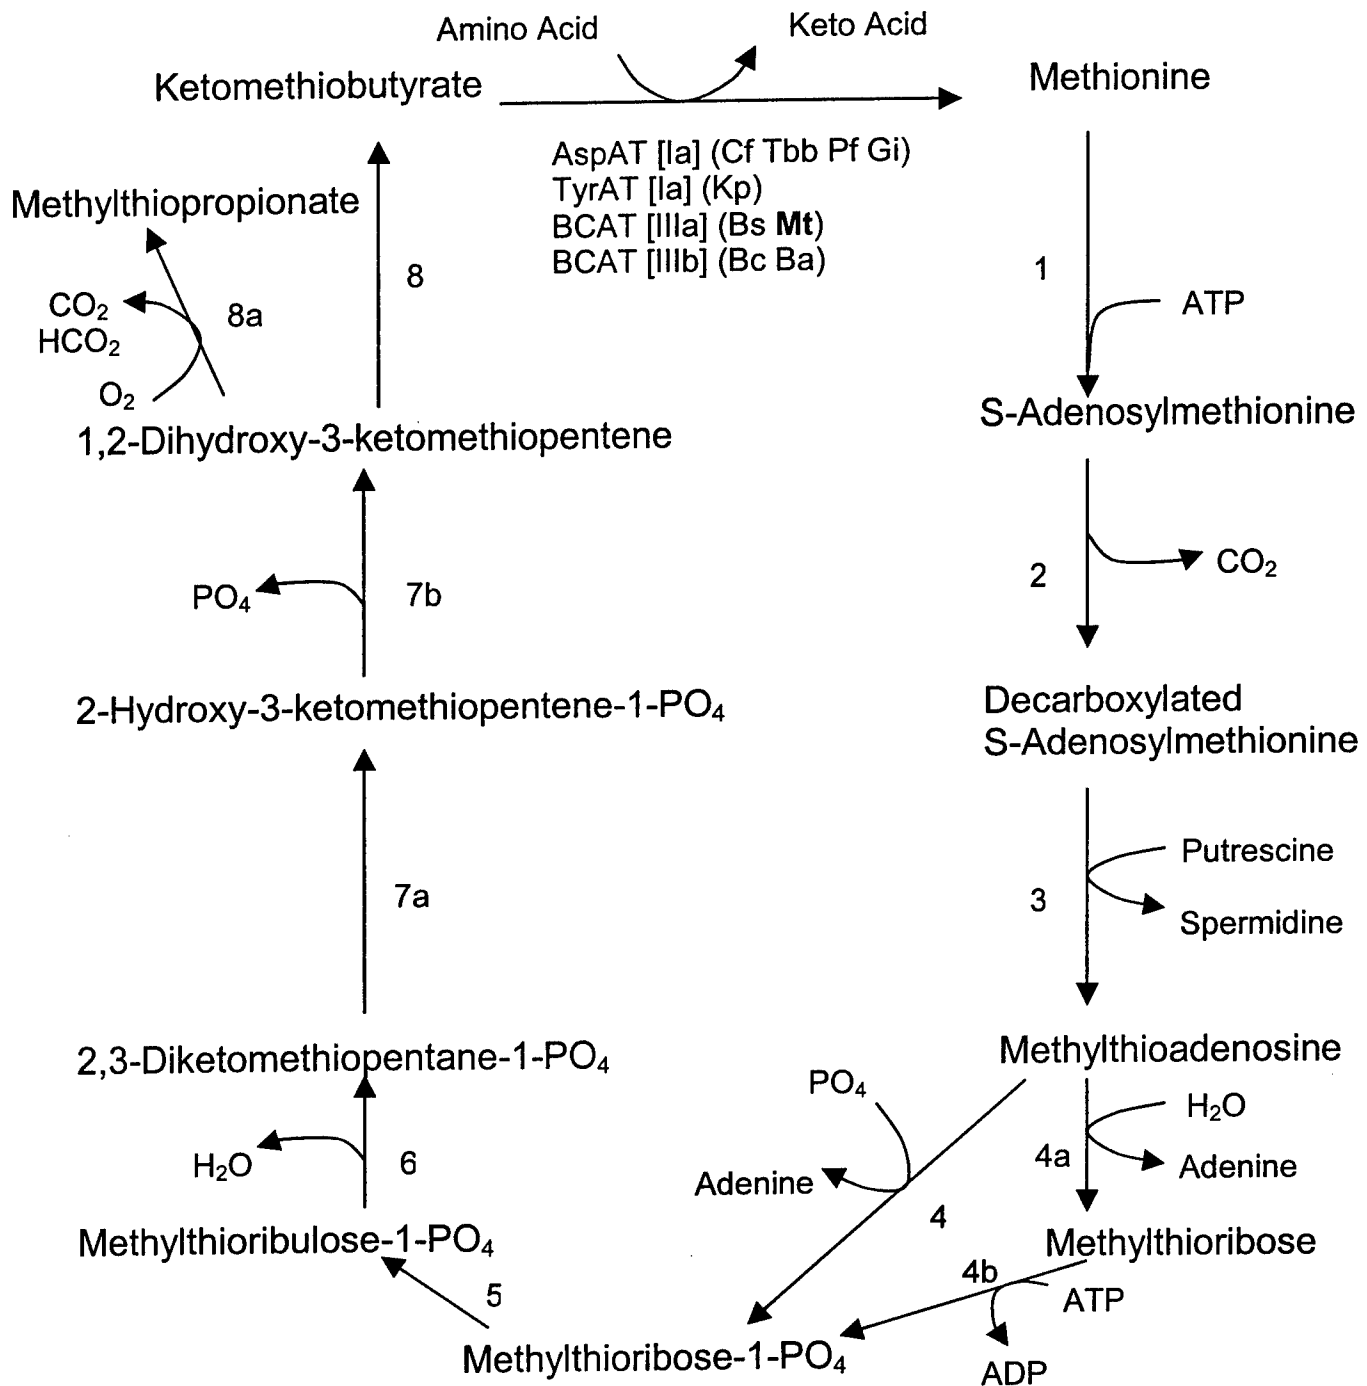 Amino Acid
Keto Acid
Ketomethiobutyrate
Methionine
AspAT [Ia] (Cf Tbb Pf Gi)
TyrAT [Ia] (Kp)
BCAT [IIIa] (Bs Mt)
BCAT [IIIb] (Bc Ba)
Methylthiopropionate
8
1
CO₂
HCO₂
8a
ATP
O₂
S-Adenosylmethionine
1,2-Dihydroxy-3-ketomethiopentene
PO₄
7b
2
CO₂
2-Hydroxy-3-ketomethiopentene-1-PO₄
Decarboxylated
S-Adenosylmethionine
7a
3
Putrescine
Spermidine
2,3-Diketomethiopentane-1-PO₄
Methylthioadenosine
PO₄
H₂O
H₂O
6
Adenine
4a
Adenine
4
Methylthioribulose-1-PO₄
Methylthioribose
5
4b
ATP
Methylthioribose-1-PO₄
ADP